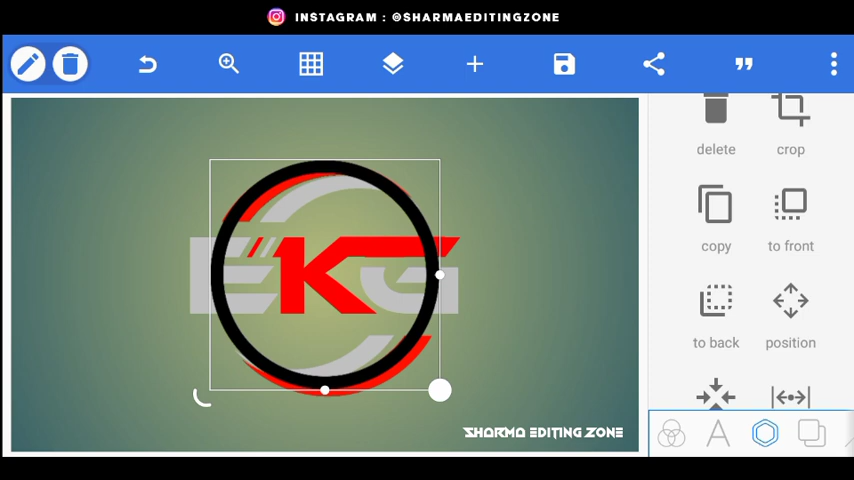 INSTAGRAM : @SHARMAEDITINGZONE
delete crop
copy to front
EKG
to back position
SHARMA EDITING ZONE